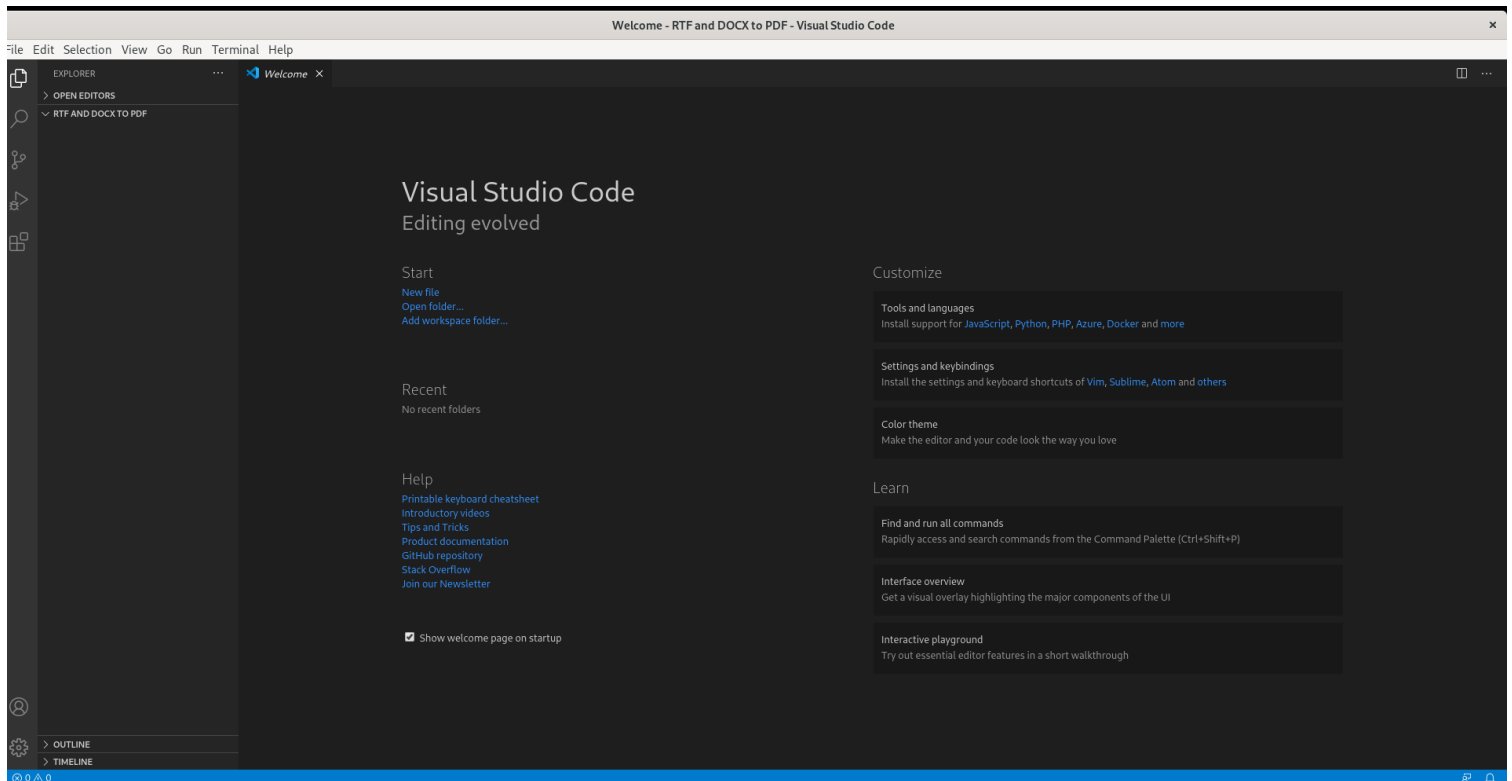 Welcome - RTF and DOCX to PDF - Visual Studio Code
File Edit Selection View Go Run Terminal Help
EXPLORER
Welcome
OPEN EDITORS
RTF AND DOCX TO PDF
Visual Studio Code
Editing evolved
Start
New file
Open folder...
Add workspace folder...
Recent
No recent folders
Help
Printable keyboard cheatsheet
Introductory videos
Tips and Tricks
Product documentation
GitHub repository
Stack Overflow
Join our Newsletter
Show welcome page on startup
Customize
Tools and languages
Install support for JavaScript, Python, PHP, Azure, Docker and more
Settings and keybindings
Install the settings and keyboard shortcuts of Vim, Sublime, Atom and others
Color theme
Make the editor and your code look the way you love
Learn
Find and run all commands
Rapidly access and search commands from the Command Palette (Ctrl+Shift+P)
Interface overview
Get a visual overlay highlighting the major components of the UI
Interactive playground
Try out essential editor features in a short walkthrough
OUTLINE
TIMELINE
0 0